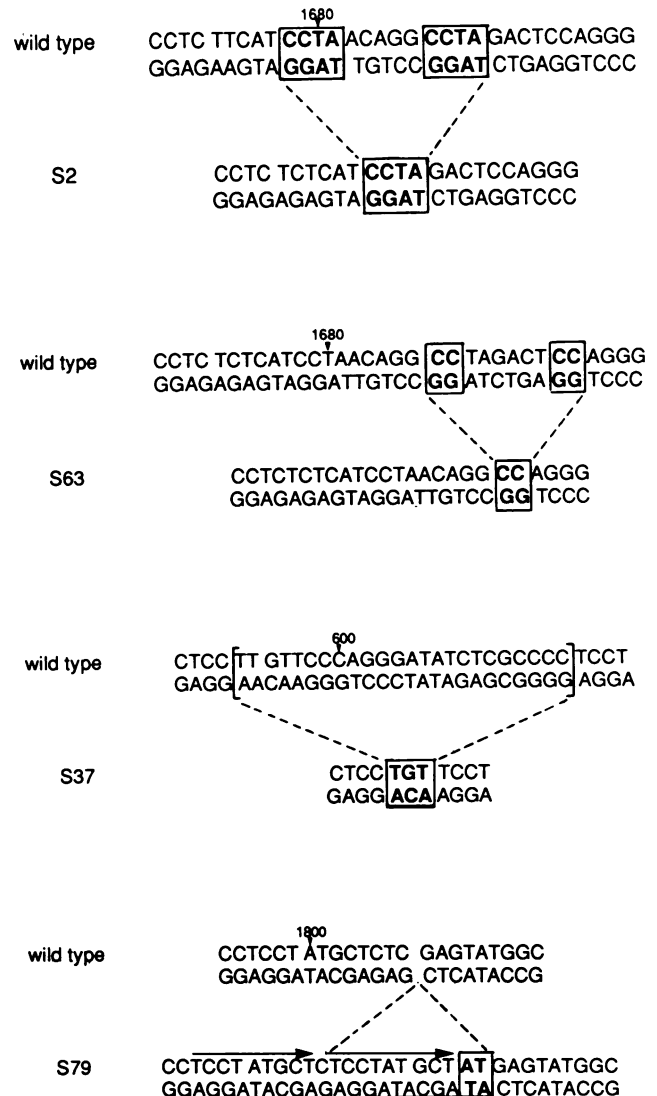 1680
wild type CCTC TTCAT CCTA ACAGG CCTA GACTCCAGGG
GGAGAAGTA GGAT TGTCC GGAT CTGAGGTCCC
S2 CCTC TCTCAT CCTA GACTCCAGGG
GGAGAGAGTA GGAT CTGAGGTCCC
1680
wild type CCTC TCTCATCCTAACAGG CC TAGACT CC AGGG
GGAGAGAGTAGGATTGTCC GG ATCTGA GG TCCC
S63 CCTCTCTCATCCTAACAGG CC AGGG
GGAGAGAGTAGGATTGTCC GG TCCC
600
wild type CTCC TT GTTCCCAGGGATATCTCGCCCC TCCT
GAGG AACAAGGGTCCCTATAGAGCGGGG AGGA
S37 CTCC TGT TCCT
GAGG ACA AGGA
1800
wild type CCTCCT ATGCTCTC GAGTATGGC
GGAGGATACGAGAG CTCATACCG
S79 CCTCCT ATGCTCTCCTAT GCT AT GAGTATGGC
GGAGGATACGAGAGGATACGA TA CTCATACCG